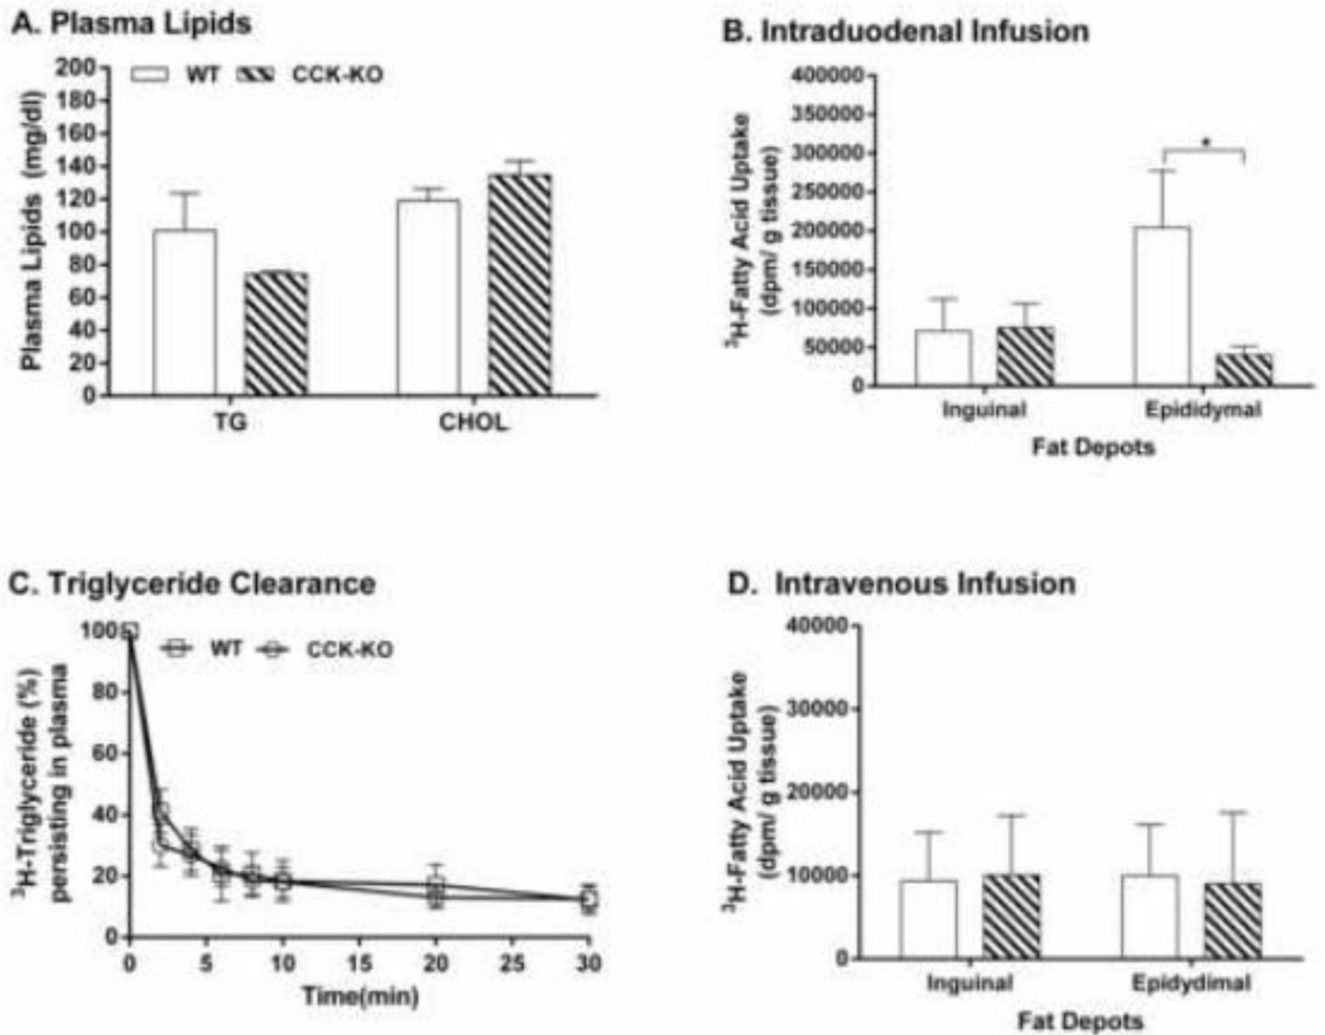 A. Plasma Lipids
Plasma Lipids (mg/dl)
200
180
160
140
120
100
80
60
40
20
0
WT CCK-KO
TG CHOL
B. Intraduodenal Infusion
³H-Fatty Acid Uptake
(dpm/ g tissue)
400000
350000
300000
250000
200000
150000
100000
50000
0
*
Inguinal Epididymal
Fat Depots
C. Triglyceride Clearance
³H-Triglyceride (%)
persisting in plasma
100
80
60
40
20
0
WT CCK-KO
0 5 10 15 20 25 30
Time(min)
D. Intravenous Infusion
³H-Fatty Acid Uptake
(dpm/ g tissue)
40000
30000
20000
10000
0
Inguinal Epidydimal
Fat Depots